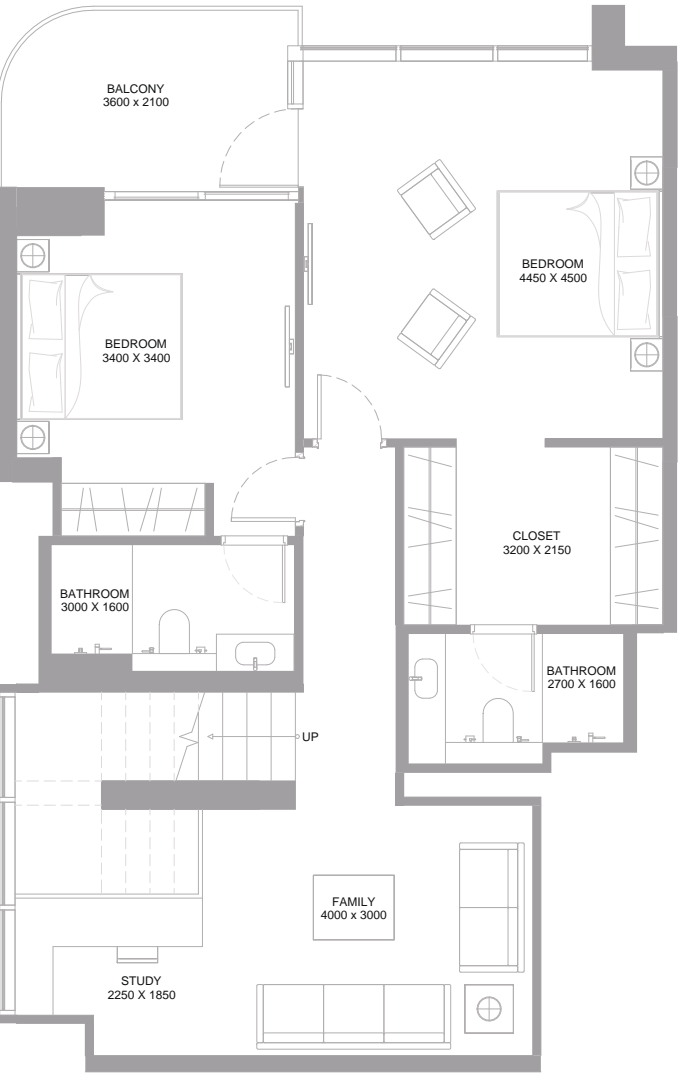 BALCONY
3600 x 2100
BEDROOM
4450 X 4500
BEDROOM
3400 X 3400
CLOSET
3200 X 2150
BATHROOM
3000 X 1600
BATHROOM
2700 X 1600
UP
FAMILY
4000 x 3000
STUDY
2250 X 1850